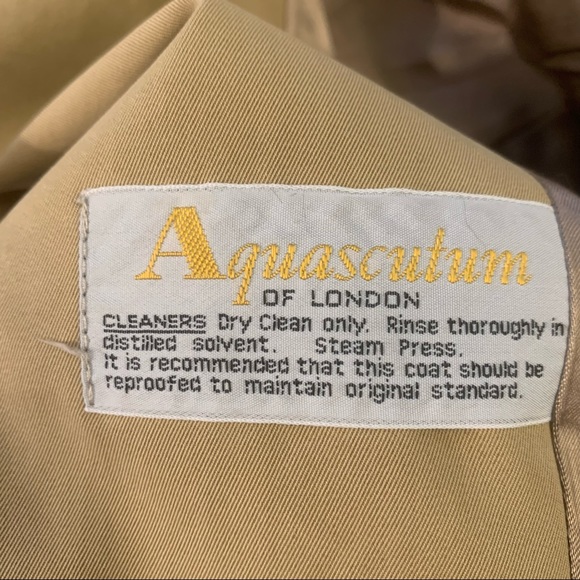 Aquascutum
OF LONDON
CLEANERS Dry Clean only. Rinse thoroughly in
distilled solvent. Steam Press.
It is recommended that this coat should be
reproofed to maintain original standard.